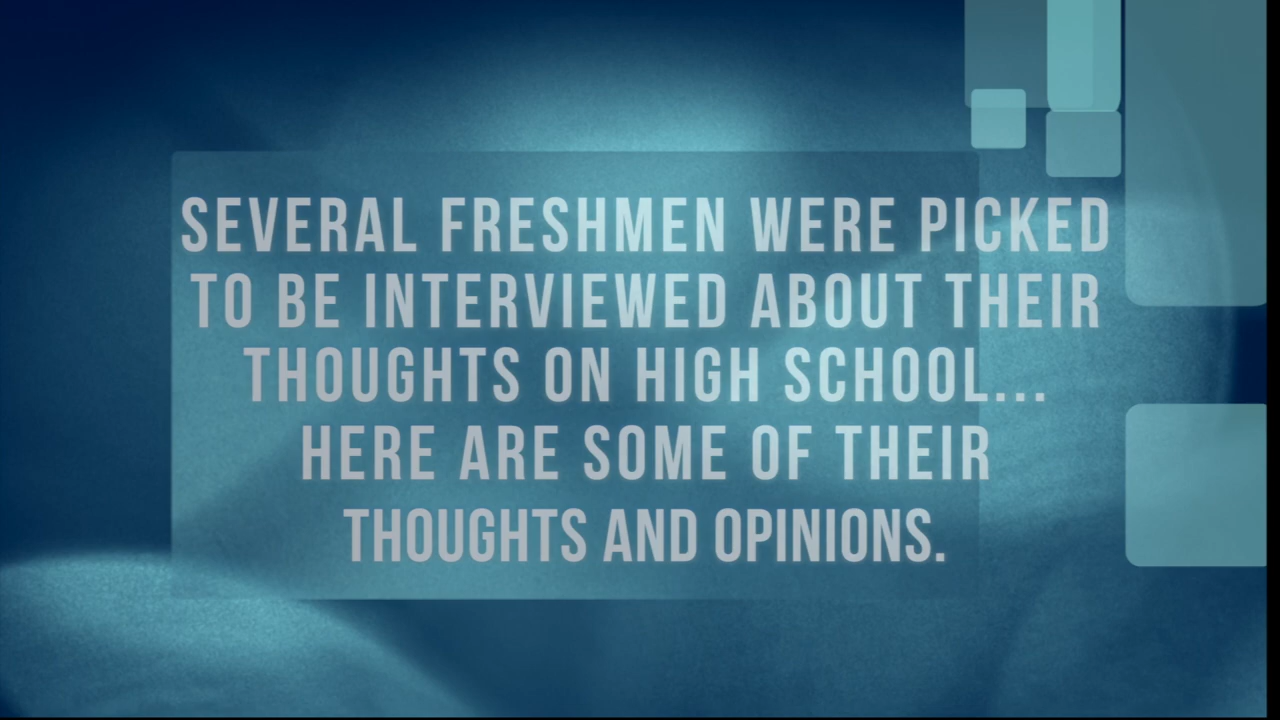 SEVERAL FRESHMEN WERE PICKED
TO BE INTERVIEWED ABOUT THEIR
THOUGHTS ON HIGH SCHOOL...
HERE ARE SOME OF THEIR
THOUGHTS AND OPINIONS.